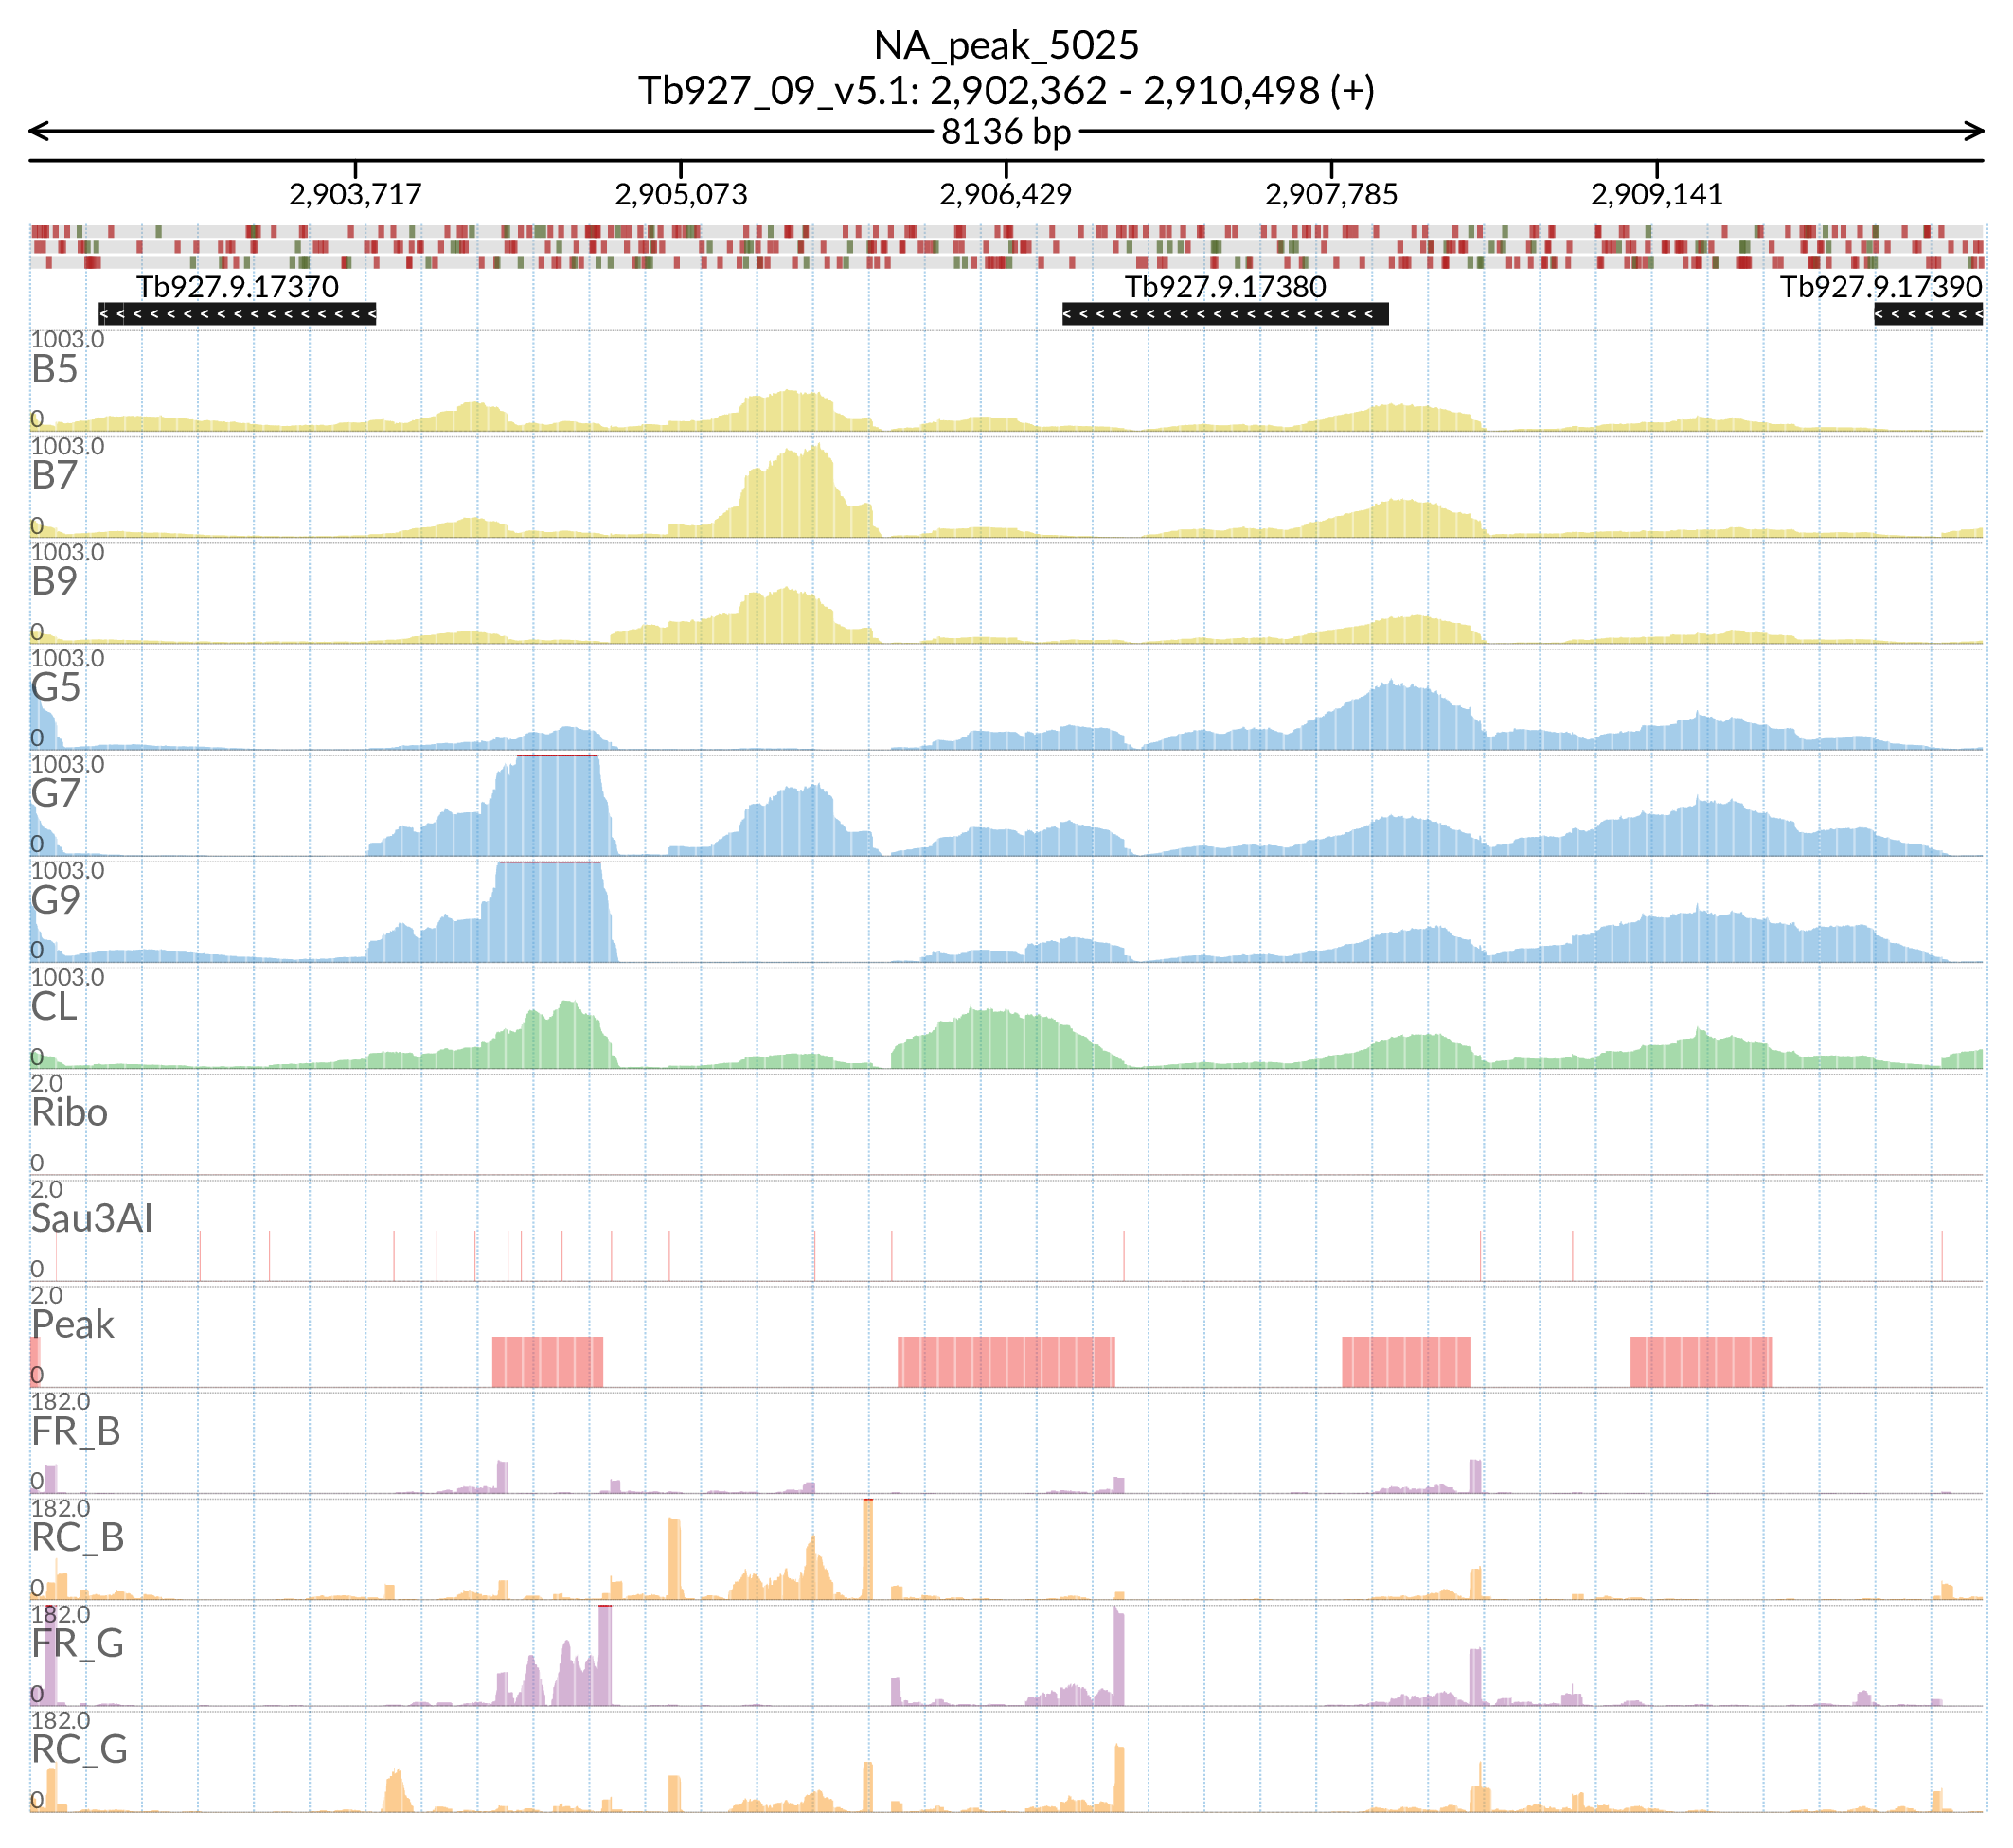 NA_peak_5025
Tb927_09_v5.1: 2,902,362 - 2,910,498 (+)
8136 bp
2,903,717 2,905,073 2,906,429 2,907,785 2,909,141
Tb927.9.17370 Tb927.9.17380 Tb927.9.17390
1003.0
B5
0
1003.0
B7
0
1003.0
B9
0
1003.0
G5
0
1003.0
G7
0
1003.0
G9
0
1003.0
CL
0
2.0
Ribo
0
2.0
Sau3AI
0
2.0
Peak
0
182.0
FR_B
0
182.0
RC_B
0
182.0
FR_G
0
182.0
RC_G
0